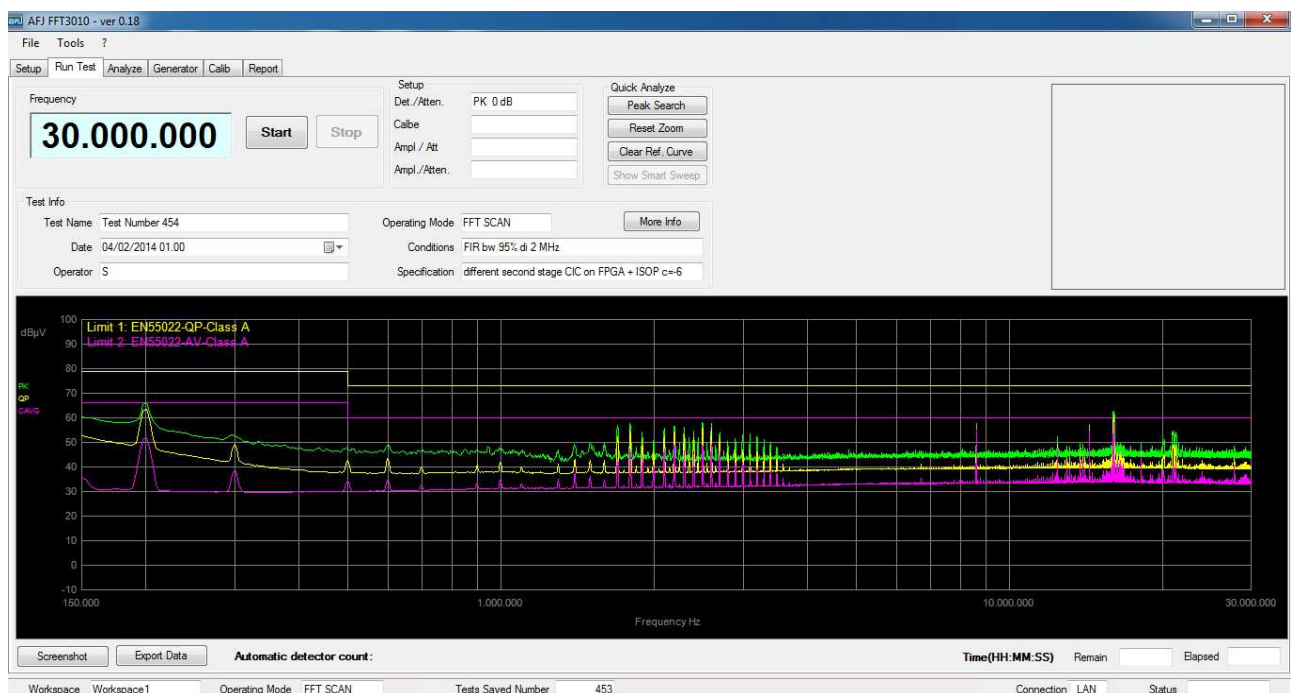 AFJ FFT3010 - ver 0.18
File Tools ?
Setup Run Test Analyze Generator Calib Report
Frequency
30.000.000
Start
Stop
Setup
Det./Atten. PK 0 dB
Calbe
Ampl / Att
Ampl./Atten.
Quick Analyze
Peak Search
Reset Zoom
Clear Ref. Curve
Show Smart Sweep
Test Info
Test Name Test Number 454
Date 04/02/2014 01.00
Operator S
Operating Mode FFT SCAN
More Info
Conditions FIR bw 95% di 2 MHz
Specification different second stage CIC on FPGA + ISOP c=-6
dBµV
PK
QP
CAVG
100
90
80
70
60
50
40
30
20
10
0
-10
Limit 1: EN55022-QP-Class A
Limit 2: EN55022-AV-Class A
150.000 1.000.000 10.000.000 30.000.000
Frequency Hz
Screenshot Export Data Automatic detector count: Time(HH:MM:SS) Remain Elapsed
Workspace Workspace1 Operating Mode FFT SCAN Tests Saved Number 453 Connection LAN Status